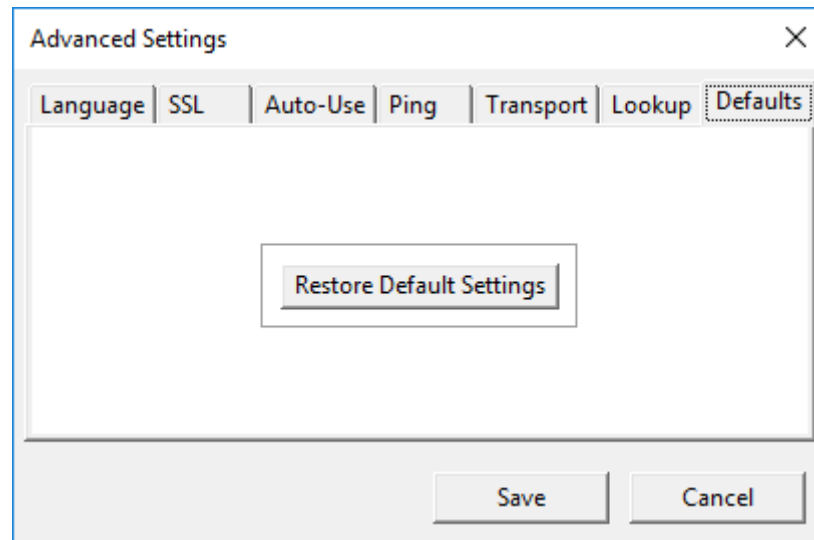 Advanced Settings
Language SSL Auto-Use Ping Transport Lookup Defaults
Restore Default Settings
Save Cancel